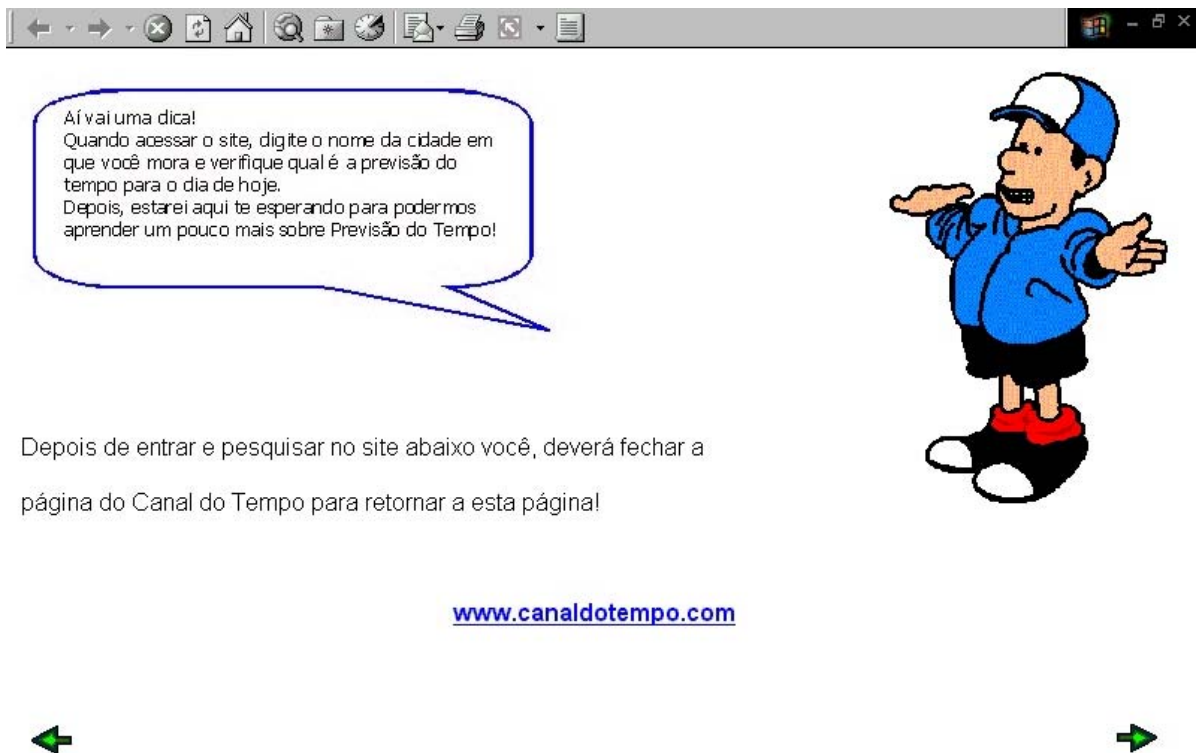 Aí vai uma dica!
Quando acessar o site, digite o nome da cidade em
que você mora e verifique qual é a previsão do
tempo para o dia de hoje.
Depois, estarei aqui te esperando para podermos
aprender um pouco mais sobre Previsão do Tempo!
Depois de entrar e pesquisar no site abaixo você, deverá fechar a
página do Canal do Tempo para retornar a esta página!
www.canaldotempo.com